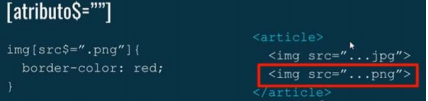 [atributo$=""]
img[src$=".png"]{
border-color: red;
}
<article>
<img src="...jpg">
<img src="...png">
</article>